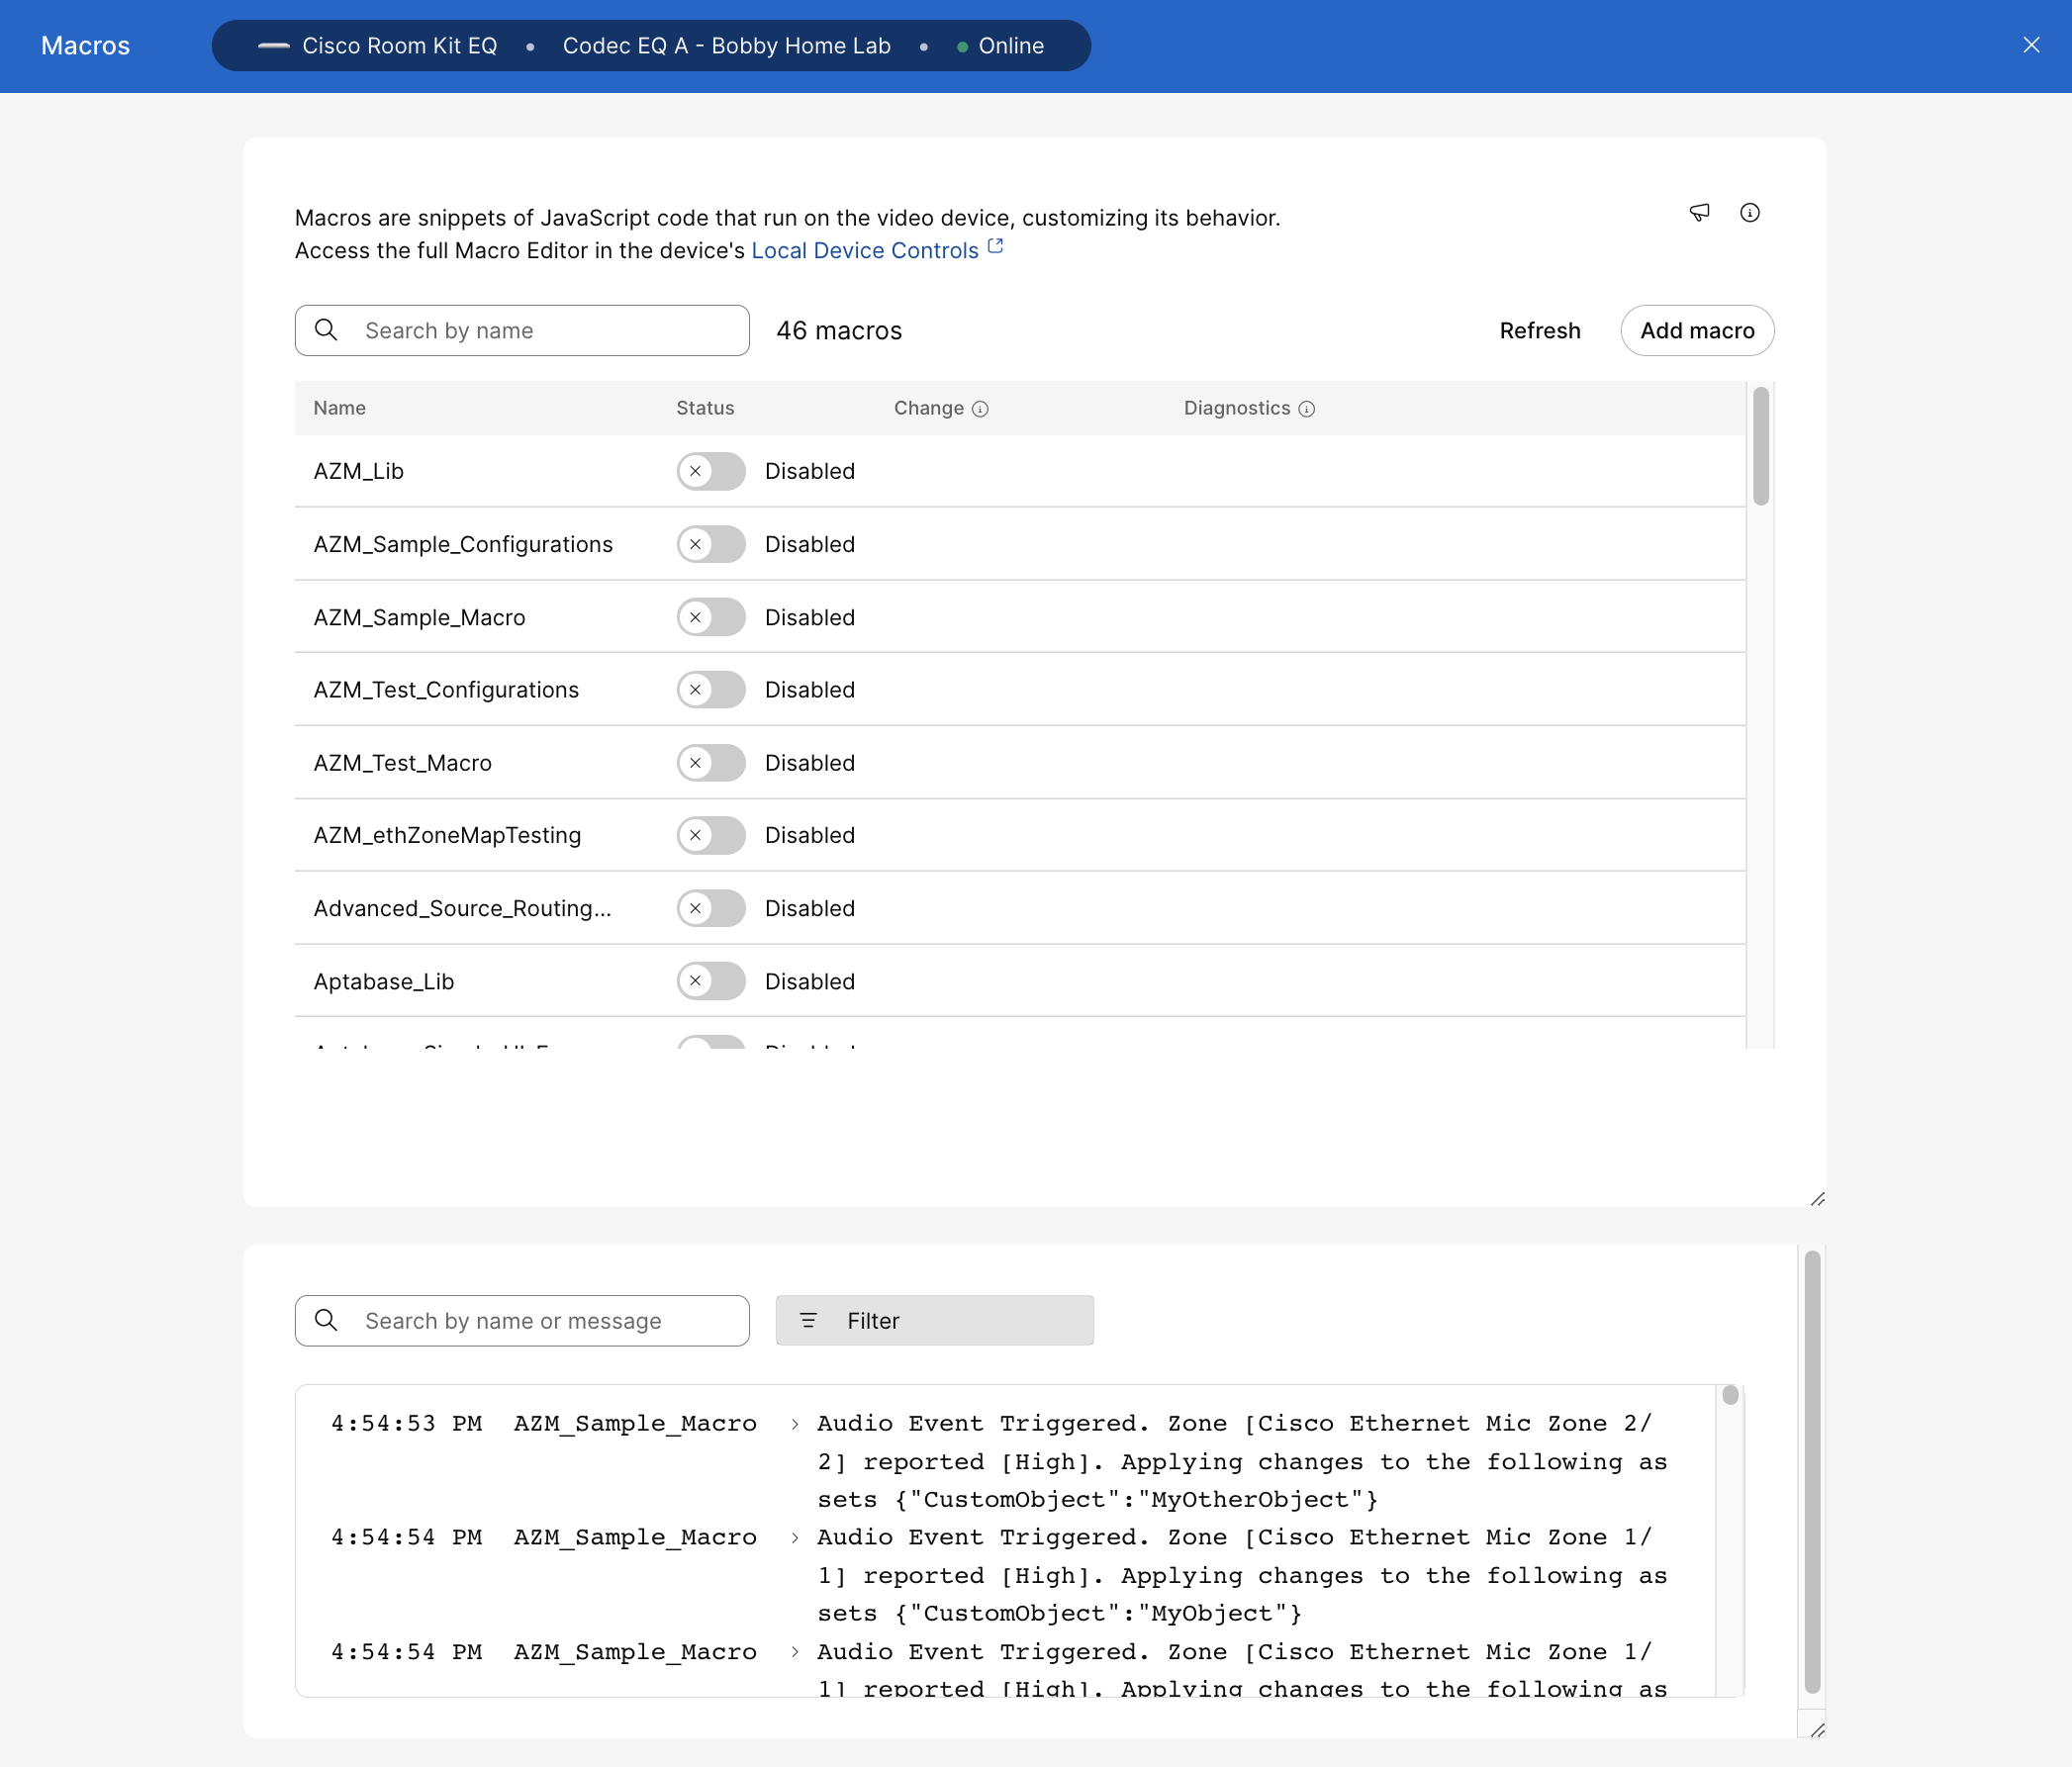 Macros
Cisco Room Kit EQ • Codec EQ A - Bobby Home Lab • Online
Macros are snippets of JavaScript code that run on the video device, customizing its behavior.
Access the full Macro Editor in the device's Local Device Controls
Search by name
46 macros
Refresh
Add macro
Name Status Change Diagnostics
AZM_Lib Disabled
AZM_Sample_Configurations Disabled
AZM_Sample_Macro Disabled
AZM_Test_Configurations Disabled
AZM_Test_Macro Disabled
AZM_ethZoneMapTesting Disabled
Advanced_Source_Routing... Disabled
Aptabase_Lib Disabled
Disabled
Search by name or message
Filter
4:54:53 PM AZM_Sample_Macro › Audio Event Triggered. Zone [Cisco Ethernet Mic Zone 2/
2] reported [High]. Applying changes to the following as
sets {"CustomObject":"MyOtherObject"}
4:54:54 PM AZM_Sample_Macro › Audio Event Triggered. Zone [Cisco Ethernet Mic Zone 1/
1] reported [High]. Applying changes to the following as
sets {"CustomObject":"MyObject"}
4:54:54 PM AZM_Sample_Macro › Audio Event Triggered. Zone [Cisco Ethernet Mic Zone 1/
1] reported [High]. Applying changes to the following as